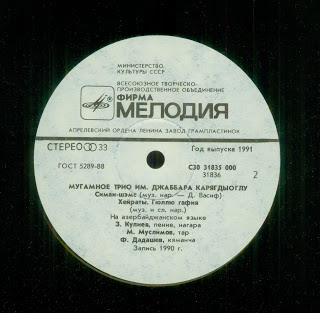 МИНИСТЕРСТВО
КУЛЬТУРЫ СССР
ВСЕСОЮЗНОЕ ТВОРЧЕСКО-
ПРОИЗВОДСТВЕННОЕ ОБЪЕДИНЕНИЕ
ФИРМА
МЕЛОДИЯ
АПРЕЛЕВСКИЙ ОРДЕНА ЛЕНИНА ЗАВОД ГРАМПЛАСТИНОК
СТЕРЕО 33
Год выпуска 1991
ГОСТ 5289-88
С30 31835 000
31836
2
МУГАМНОЕ ТРИО ИМ. ДЖАББАРА КАРЯГДЫОГЛУ
Симаи-шэмс (муз. нар. — Д. Васиф)
Хейраты. Гюллю гафия
(муз. и сл. нар.)
На азербайджанском языке
З. Кулиев, пение, нагара
М. Муслимов, тар
Ф. Дадашев, каманча
Запись 1990 г.